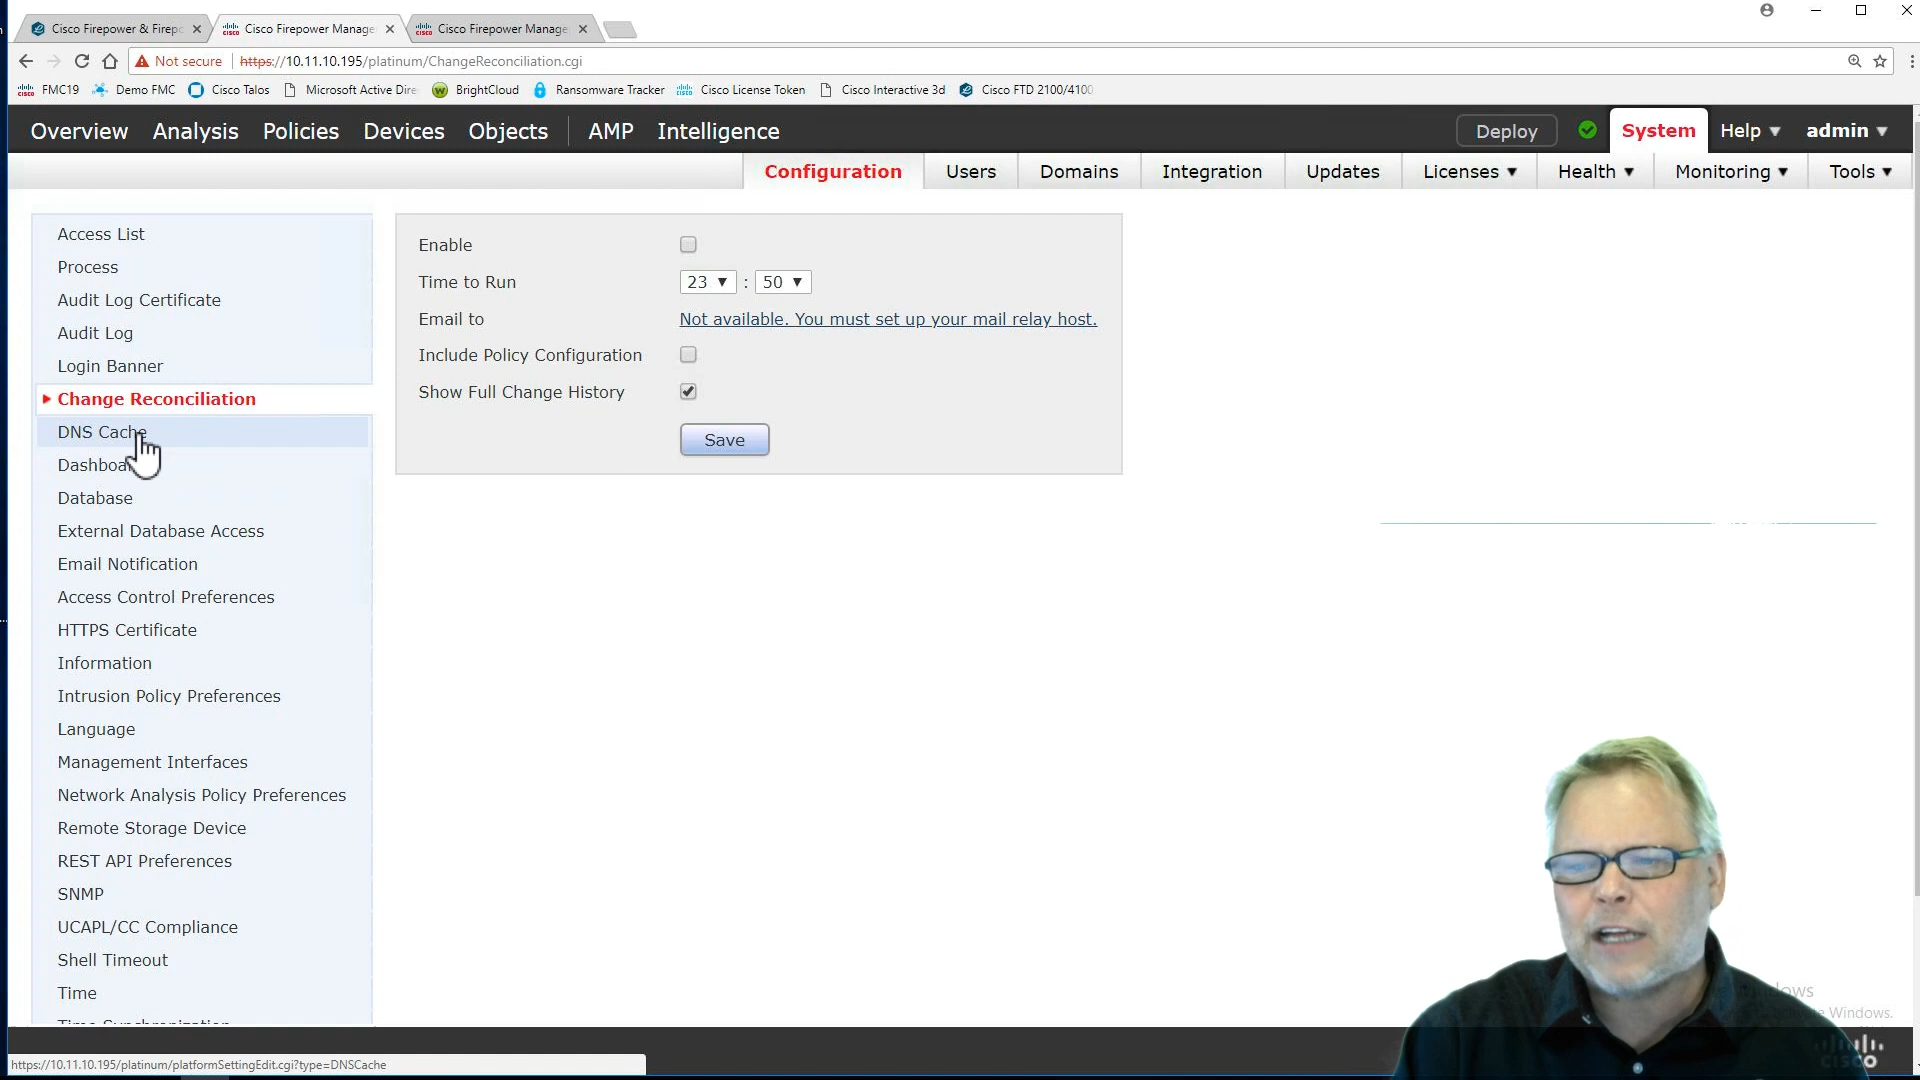 Cisco Firepower & Firepo
Cisco Firepower Manage
Cisco Firepower Manage
Not secure
https://10.11.10.195/platinum/ChangeReconciliation.cgi
FMC19
Demo FMC
Cisco Talos
Microsoft Active Dire
BrightCloud
Ransomware Tracker
Cisco License Token
Cisco Interactive 3d
Cisco FTD 2100/4100
Overview
Analysis
Policies
Devices
Objects
AMP
Intelligence
Deploy
System
Help
admin
Configuration
Users
Domains
Integration
Updates
Licenses
Health
Monitoring
Tools
Access List
Process
Audit Log Certificate
Audit Log
Login Banner
Change Reconciliation
DNS Cache
Dashboa
Database
External Database Access
Email Notification
Access Control Preferences
HTTPS Certificate
Information
Intrusion Policy Preferences
Language
Management Interfaces
Network Analysis Policy Preferences
Remote Storage Device
REST API Preferences
SNMP
UCAPL/CC Compliance
Shell Timeout
Time
Time Synchronization
Enable
Time to Run
23 : 50
Email to
Not available. You must set up your mail relay host.
Include Policy Configuration
Show Full Change History
Save
Windows.
cisco
https://10.11.10.195/platinum/platformSettingEdit.cgi?type=DNSCache